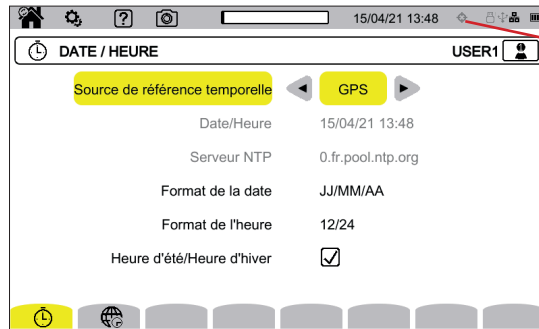 15/04/21 13:48
DATE / HEURE USER1
Source de référence temporelle GPS
Date/Heure 15/04/21 13:48
Serveur NTP 0.fr.pool.ntp.org
Format de la date JJ/MM/AA
Format de l'heure 12/24
Heure d'été/Heure d'hiver